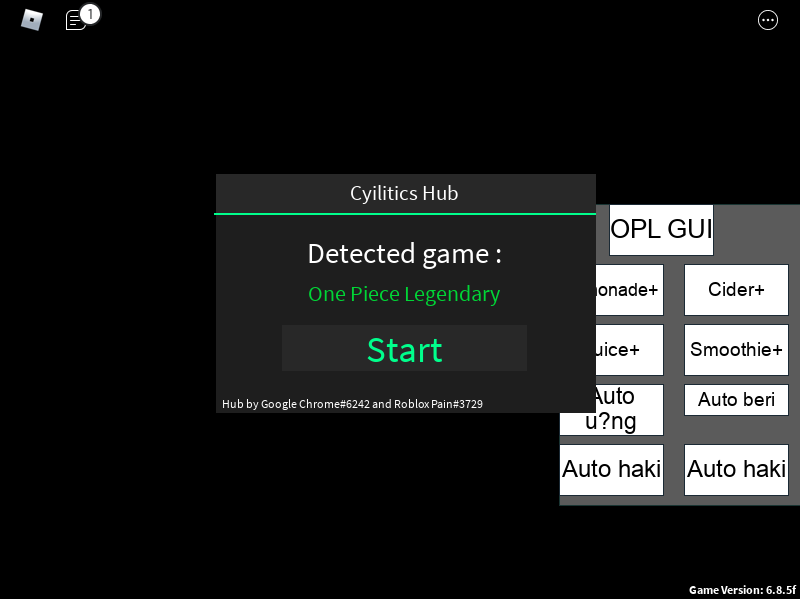 1
Cyilitics Hub
Detected game :
One Piece Legendary
Start
Hub by Google Chrome#6242 and Roblox Pain#3729
OPL GUI
onade+
Cider+
uice+
Smoothie+
Auto
u?ng
Auto beri
Auto haki
Auto haki
Game Version: 6.8.5f